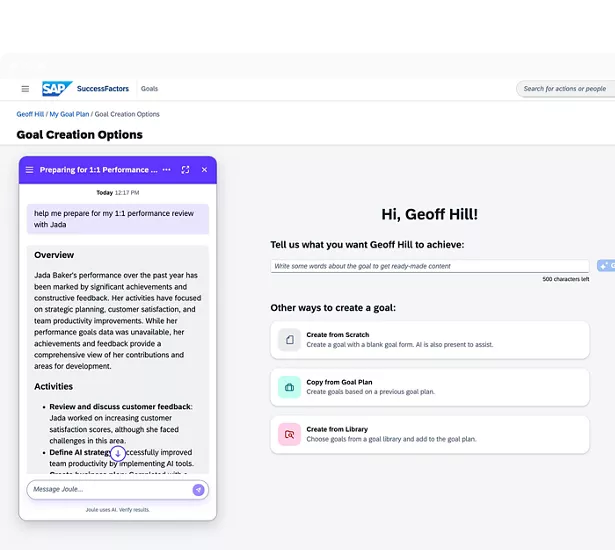 SAP SuccessFactors Goals
Search for actions or people
Geoff Hill / My Goal Plan / Goal Creation Options
Goal Creation Options
Preparing for 1:1 Performance ...
Today 12:17 PM
help me prepare for my 1:1 performance review
with Jada
Overview
Jada Baker's performance over the past year has
been marked by significant achievements and
constructive feedback. Her activities have focused
on strategic planning, customer satisfaction, and
team productivity improvements. While her
performance goals data was unavailable, her
achievements and feedback provide a
comprehensive view of her contributions and
areas for development.
Activities
• Review and discuss customer feedback:
Jada worked on increasing customer
satisfaction scores, although she faced
challenges in this area.
• Define AI strategy
team productivity by implementing AI tools.
Message Joule...
Joule uses AI. Verify results.
Hi, Geoff Hill!
Tell us what you want Geoff Hill to achieve:
Write some words about the goal to get ready-made content
500 characters left
Other ways to create a goal:
Create from Scratch
Create a goal with a blank goal form. AI is also present to assist.
Copy from Goal Plan
Create goals based on a previous goal plan.
Create from Library
Choose goals from a goal library and add to the goal plan.